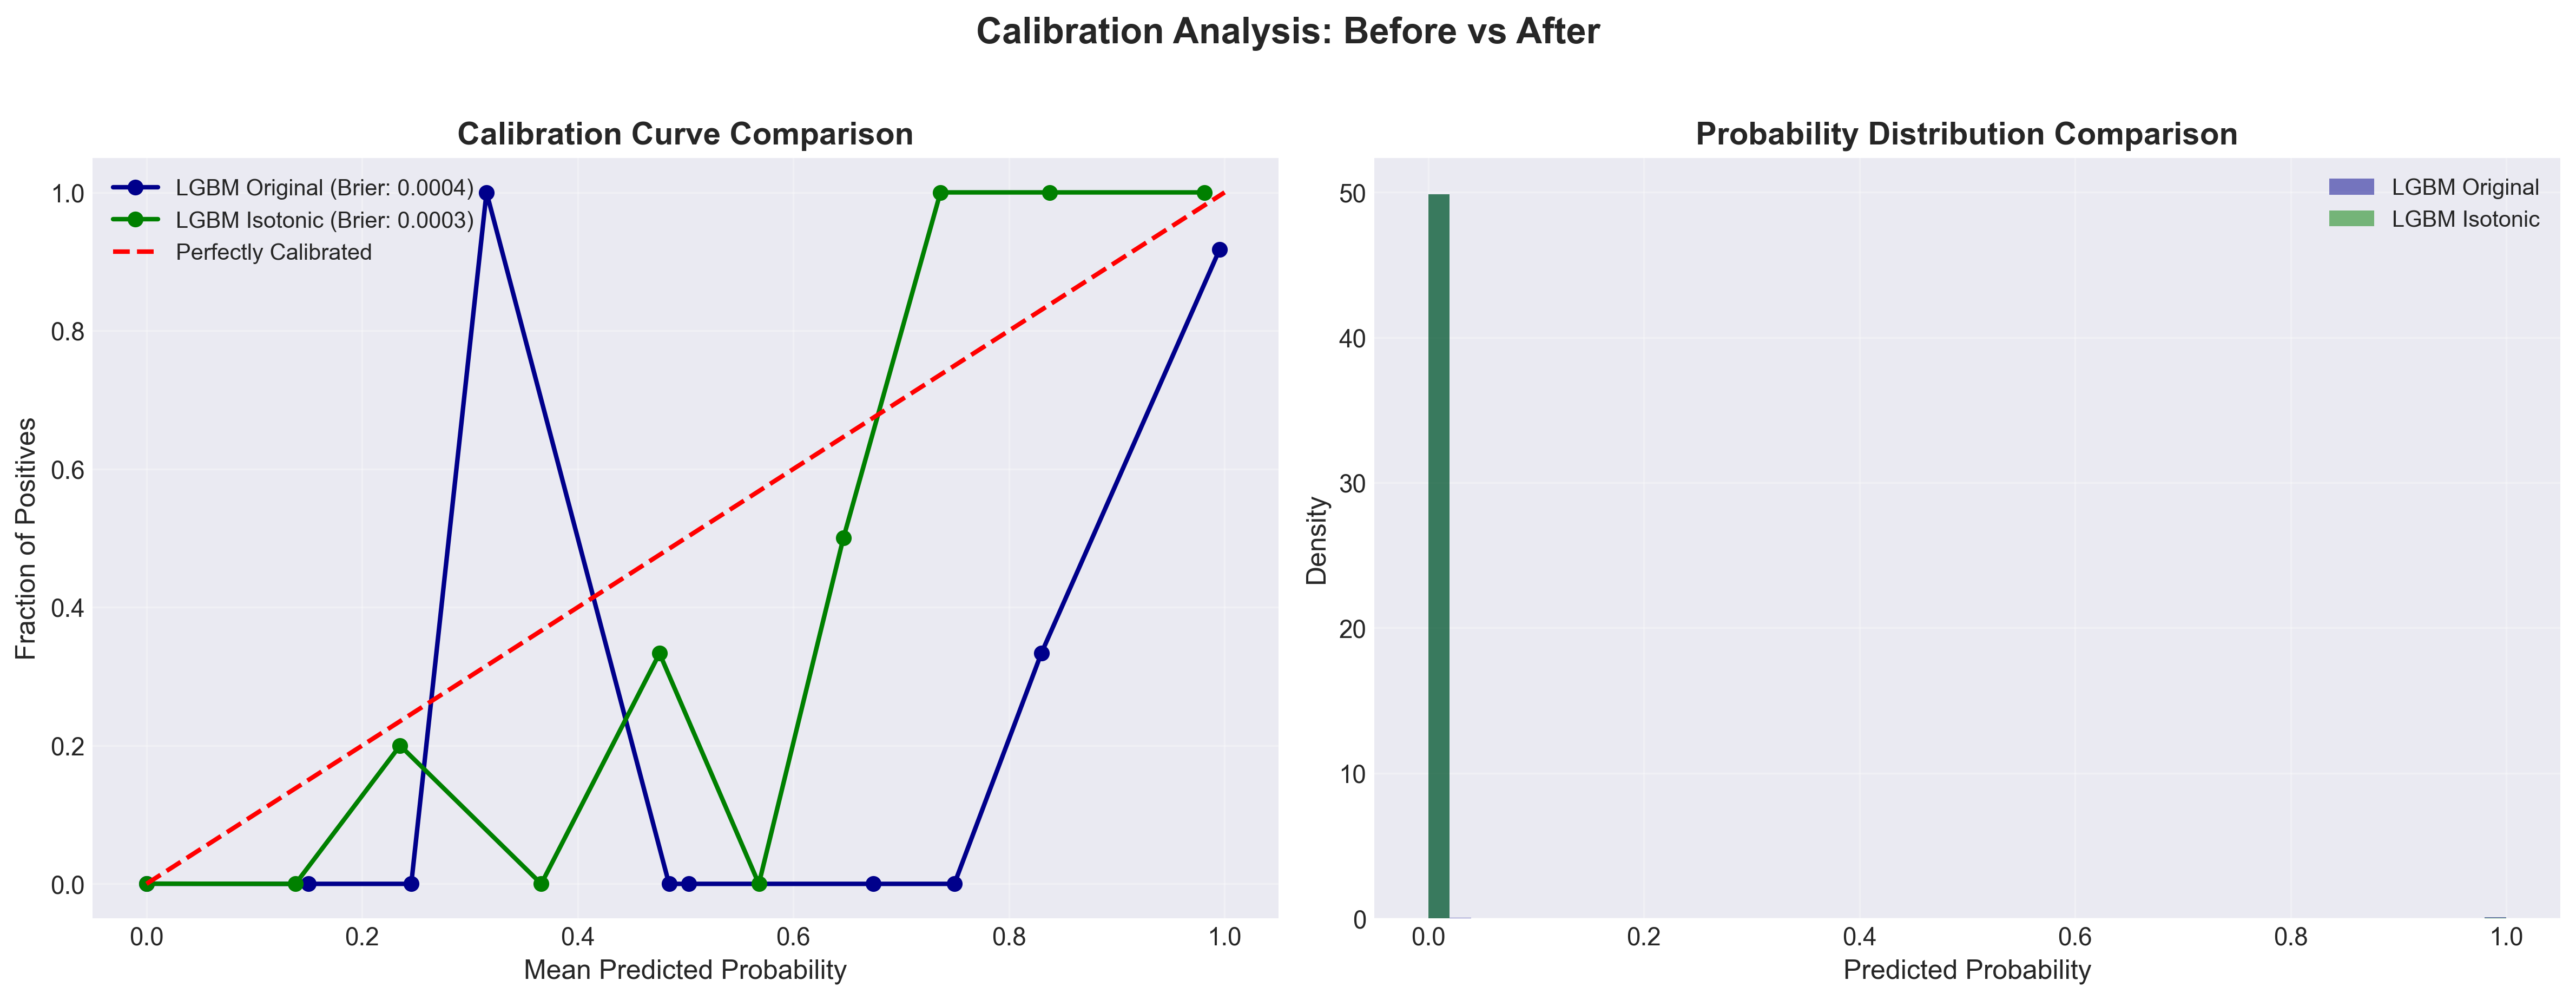 Calibration Analysis: Before vs After
Calibration Curve Comparison
LGBM Original (Brier: 0.0004)
LGBM Isotonic (Brier: 0.0003)
Perfectly Calibrated
Fraction of Positives
1.0
0.8
0.6
0.4
0.2
0.0
0.0 0.2 0.4 0.6 0.8 1.0
Mean Predicted Probability
Probability Distribution Comparison
LGBM Original
LGBM Isotonic
Density
50
40
30
20
10
0
0.0 0.2 0.4 0.6 0.8 1.0
Predicted Probability